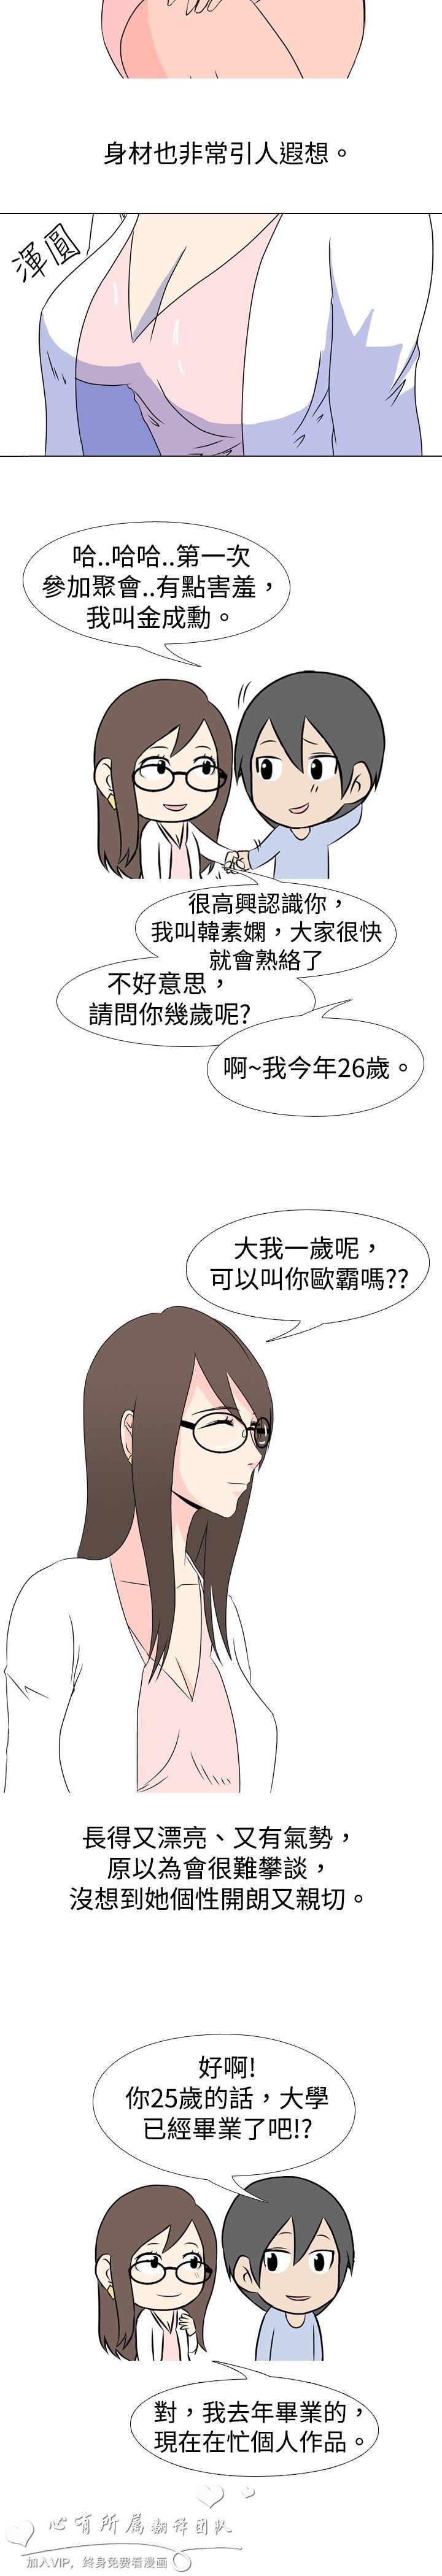 身材也非常引人遐想。
渾圓
哈..哈哈..第一次
參加聚會..有點害羞，
我叫金成勳。
很高興認識你，
我叫韓素嫻，大家很快
就會熟絡了
不好意思，
請問你幾歲呢?
啊~我今年26歲。
大我一歲呢，
可以叫你歐霸嗎??
長得又漂亮、又有氣勢，
原以為會很難攀談，
沒想到她個性開朗又親切。
好啊!
你25歲的話，大學
已經畢業了吧!?
對，我去年畢業的，
現在在忙個人作品。
心有所属翻译团队
加入VIP，终身免费看漫画